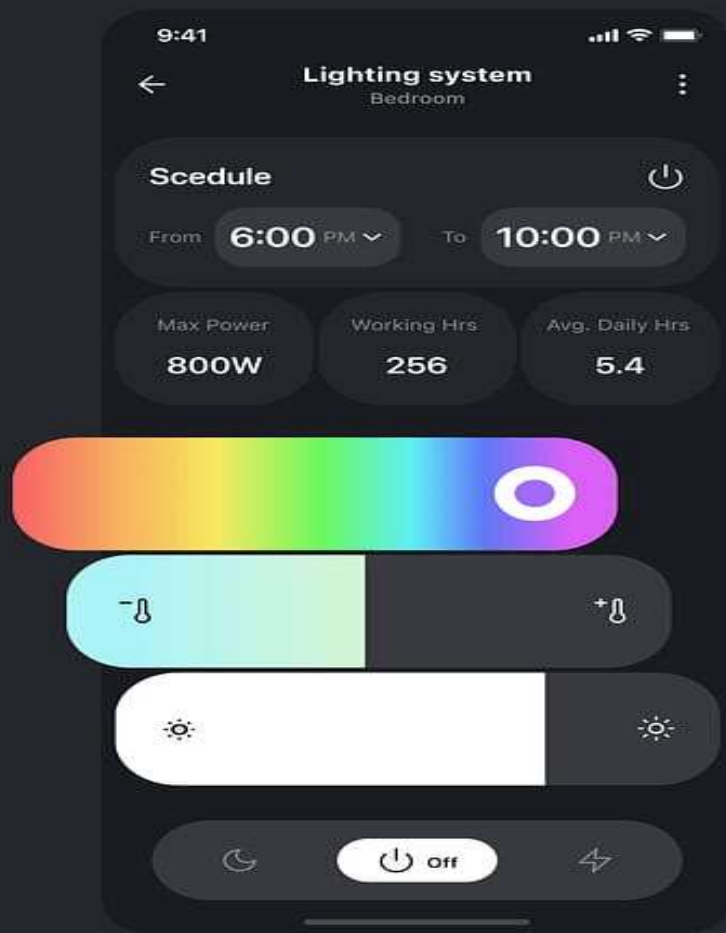 9:41
Lighting system
Bedroom
Scedule
From 6:00 PM To 10:00 PM
Max Power Working Hrs Avg. Daily Hrs
800W 256 5.4
Off